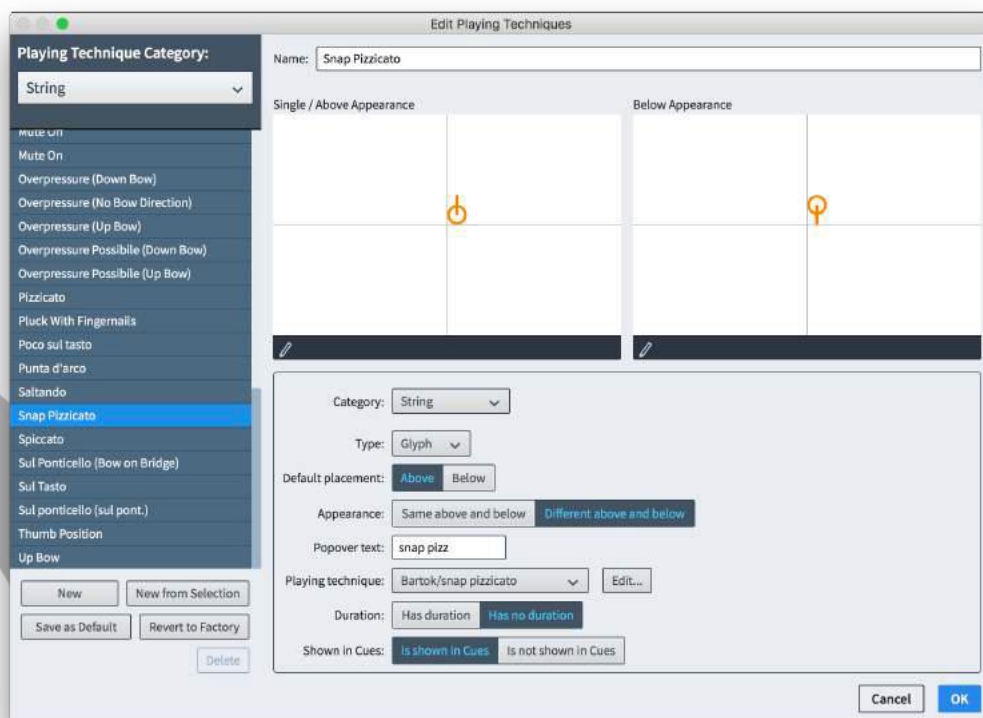 Edit Playing Techniques
Playing Technique Category:
String
Mute On
Overpressure (Down Bow)
Overpressure (No Bow Direction)
Overpressure (Up Bow)
Overpressure Possibile (Down Bow)
Overpressure Possibile (Up Bow)
Pizzicato
Pluck With Fingernails
Poco sul tasto
Punta d'arco
Saltando
Snap Pizzicato
Spiccato
Sul Ponticello (Bow on Bridge)
Sul Tasto
Sul ponticello (sul pont.)
Thumb Position
Up Bow
New New from Selection
Save as Default Revert to Factory
Delete
Name: Snap Pizzicato
Single / Above Appearance Below Appearance
Category: String
Type: Glyph
Default placement: Above Below
Appearance: Same above and below Different above and below
Popover text: snap pizz
Playing technique: Bartok/snap pizzicato Edit...
Duration: Has duration Has no duration
Shown in Cues: Is shown in Cues Is not shown in Cues
Cancel OK